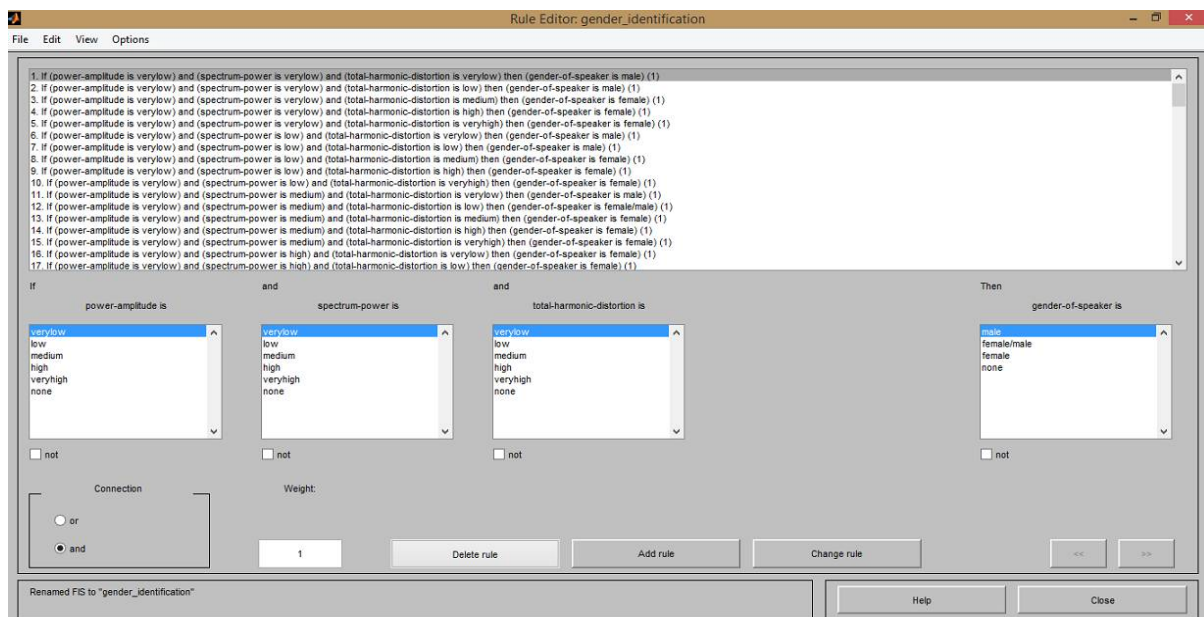 Rule Editor: gender_identification
File Edit View Options
1. If (power-amplitude is verylow) and (spectrum-power is verylow) and (total-harmonic-distortion is verylow) then (gender-of-speaker is male) (1)
2. If (power-amplitude is verylow) and (spectrum-power is verylow) and (total-harmonic-distortion is low) then (gender-of-speaker is male) (1)
3. If (power-amplitude is verylow) and (spectrum-power is verylow) and (total-harmonic-distortion is medium) then (gender-of-speaker is female) (1)
4. If (power-amplitude is verylow) and (spectrum-power is verylow) and (total-harmonic-distortion is high) then (gender-of-speaker is female) (1)
5. If (power-amplitude is verylow) and (spectrum-power is verylow) and (total-harmonic-distortion is veryhigh) then (gender-of-speaker is female) (1)
6. If (power-amplitude is verylow) and (spectrum-power is low) and (total-harmonic-distortion is verylow) then (gender-of-speaker is male) (1)
7. If (power-amplitude is verylow) and (spectrum-power is low) and (total-harmonic-distortion is low) then (gender-of-speaker is male) (1)
8. If (power-amplitude is verylow) and (spectrum-power is low) and (total-harmonic-distortion is medium) then (gender-of-speaker is female) (1)
9. If (power-amplitude is verylow) and (spectrum-power is low) and (total-harmonic-distortion is high) then (gender-of-speaker is female) (1)
10. If (power-amplitude is verylow) and (spectrum-power is low) and (total-harmonic-distortion is veryhigh) then (gender-of-speaker is female) (1)
11. If (power-amplitude is verylow) and (spectrum-power is medium) and (total-harmonic-distortion is verylow) then (gender-of-speaker is male) (1)
12. If (power-amplitude is verylow) and (spectrum-power is medium) and (total-harmonic-distortion is low) then (gender-of-speaker is female/male) (1)
13. If (power-amplitude is verylow) and (spectrum-power is medium) and (total-harmonic-distortion is medium) then (gender-of-speaker is female) (1)
14. If (power-amplitude is verylow) and (spectrum-power is medium) and (total-harmonic-distortion is high) then (gender-of-speaker is female) (1)
15. If (power-amplitude is verylow) and (spectrum-power is medium) and (total-harmonic-distortion is veryhigh) then (gender-of-speaker is female) (1)
16. If (power-amplitude is verylow) and (spectrum-power is high) and (total-harmonic-distortion is verylow) then (gender-of-speaker is female) (1)
17. If (power-amplitude is verylow) and (spectrum-power is high) and (total-harmonic-distortion is low) then (gender-of-speaker is female) (1)
If and and Then
power-amplitude is spectrum-power is total-harmonic-distortion is gender-of-speaker is
verylow verylow verylow male
low low low female/male
medium medium medium female
high high high none
veryhigh veryhigh veryhigh
none none none
not not not not
Connection Weight:
or
and 1 Delete rule Add rule Change rule << >>
Renamed FIS to "gender_identification" Help Close